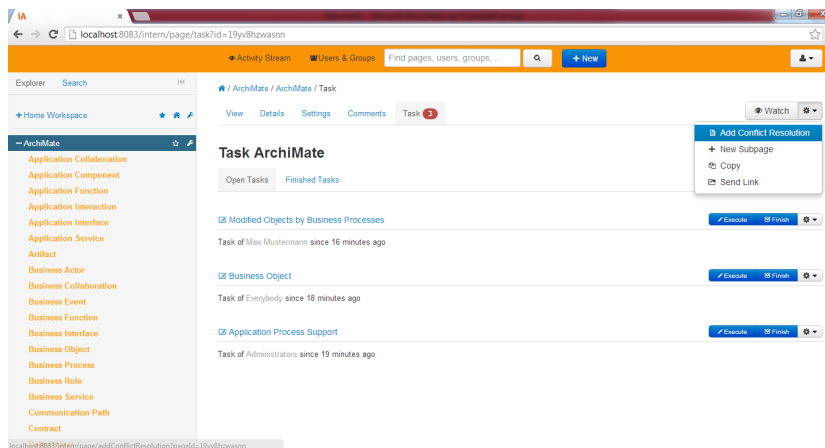 iA ×
localhost:8083/intern/page/task?id=19yv8hzwasnn
Activity Stream Users & Groups Find pages, users, groups, ... + New
Explorer Search
/ ArchiMate / ArchiMate / Task
+ Home Workspace
View Details Settings Comments Task 3 Watch
Add Conflict Resolution
+ New Subpage
Copy
Send Link
ArchiMate
Application Collaboration
Application Component
Application Function
Application Interaction
Application Interface
Application Service
Artifact
Business Actor
Business Collaboration
Business Event
Business Function
Business Interface
Business Object
Business Process
Business Role
Business Service
Communication Path
Contract
Task ArchiMate
Open Tasks Finished Tasks
Modified Objects by Business Processes Execute Finish
Task of Max Mustermann since 16 minutes ago
Business Object Execute Finish
Task of Everybody since 18 minutes ago
Application Process Support Execute Finish
Task of Administrators since 19 minutes ago
localhost:8083/intern/page/addConflictResolution?pageId=19yv8hzwasnn